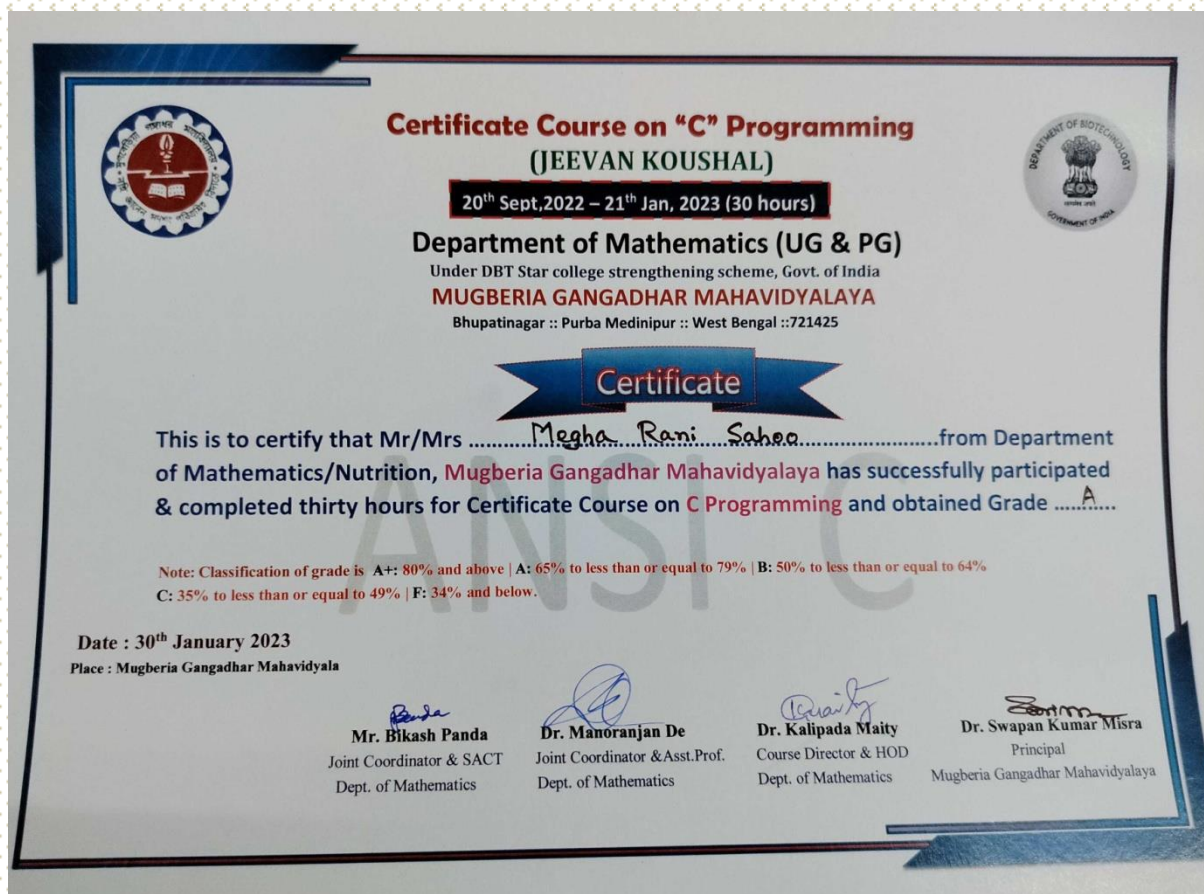 Certificate Course on “C” Programming
(JEEVAN KOUSHAL)
20th Sept,2022 – 21th Jan, 2023 (30 hours)
Department of Mathematics (UG & PG)
Under DBT Star college strengthening scheme, Govt. of India
MUGBERIA GANGADHAR MAHAVIDYALAYA
Bhupatinagar :: Purba Medinipur :: West Bengal ::721425
DEPARTMENT OF BIOTECHNOLOGY
GOVERNMENT OF INDIA
Certificate
This is to certify that Mr/Mrs ..........Megha Rani Sahoo..........................from Department
of Mathematics/Nutrition, Mugberia Gangadhar Mahavidyalaya has successfully participated
& completed thirty hours for Certificate Course on C Programming and obtained Grade .....A....
ANSI C
Note: Classification of grade is A+: 80% and above | A: 65% to less than or equal to 79% | B: 50% to less than or equal to 64%
C: 35% to less than or equal to 49% | F: 34% and below.
Date : 30th January 2023
Place : Mugberia Gangadhar Mahavidyala
Panda
Mr. Bikash Panda
Joint Coordinator & SACT
Dept. of Mathematics
Dr. Manoranjan De
Joint Coordinator &Asst.Prof.
Dept. of Mathematics
Dr. Kalipada Maity
Course Director & HOD
Dept. of Mathematics
Dr. Swapan Kumar Misra
Principal
Mugberia Gangadhar Mahavidyalaya